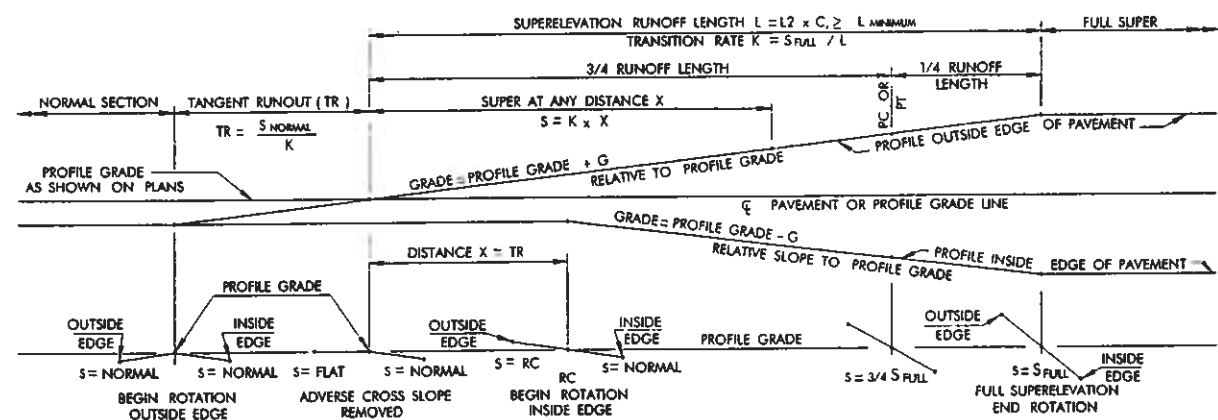 SUPERELEVATION RUNOFF LENGTH L = L2 x C, ≥ L MINIMUM
TRANSITION RATE K = S FULL / L
FULL SUPER
3/4 RUNOFF LENGTH
1/4 RUNOFF
LENGTH
NORMAL SECTION
TANGENT RUNOUT (TR)
SUPER AT ANY DISTANCE X
S = K x X
PC OR
PT
TR = S NORMAL
K
PROFILE OUTSIDE EDGE OF PAVEMENT
PROFILE GRADE
AS SHOWN ON PLANS
GRADE = PROFILE GRADE + G
RELATIVE TO PROFILE GRADE
℄ PAVEMENT OR PROFILE GRADE LINE
GRADE = PROFILE GRADE - G
RELATIVE SLOPE TO PROFILE GRADE
PROFILE INSIDE EDGE OF PAVEMENT
DISTANCE X = TR
PROFILE GRADE
OUTSIDE
EDGE
INSIDE
EDGE
OUTSIDE
EDGE
INSIDE
EDGE
PROFILE GRADE
OUTSIDE
EDGE
INSIDE
EDGE
S = NORMAL
S = NORMAL
S = FLAT
S = NORMAL
S = RC
S = NORMAL
S = 3/4 S FULL
S = S FULL
BEGIN ROTATION
OUTSIDE EDGE
ADVERSE CROSS SLOPE
REMOVED
RC
BEGIN ROTATION
INSIDE EDGE
FULL SUPERELEVATION
END ROTATION